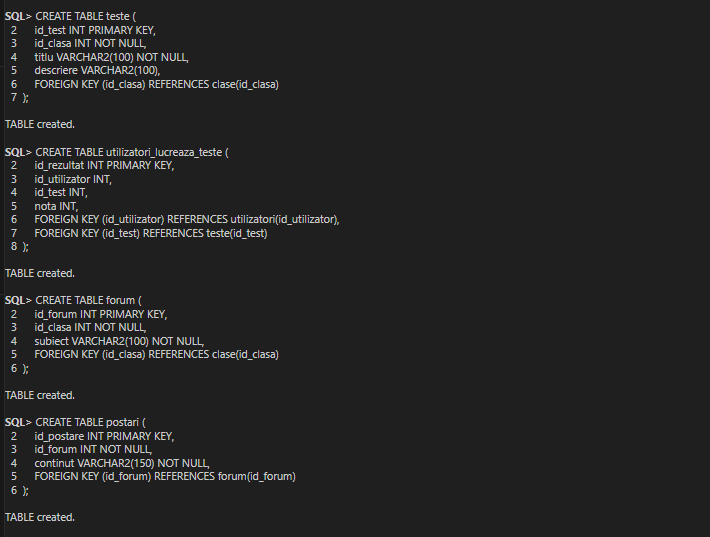 SQL> CREATE TABLE teste (
2 id_test INT PRIMARY KEY,
3 id_clasa INT NOT NULL,
4 titlu VARCHAR2(100) NOT NULL,
5 descriere VARCHAR2(100),
6 FOREIGN KEY (id_clasa) REFERENCES clase(id_clasa)
7 );
TABLE created.
SQL> CREATE TABLE utilizatori_lucreaza_teste (
2 id_rezultat INT PRIMARY KEY,
3 id_utilizator INT,
4 id_test INT,
5 nota INT,
6 FOREIGN KEY (id_utilizator) REFERENCES utilizatori(id_utilizator),
7 FOREIGN KEY (id_test) REFERENCES teste(id_test)
8 );
TABLE created.
SQL> CREATE TABLE forum (
2 id_forum INT PRIMARY KEY,
3 id_clasa INT NOT NULL,
4 subiect VARCHAR2(100) NOT NULL,
5 FOREIGN KEY (id_clasa) REFERENCES clase(id_clasa)
6 );
TABLE created.
SQL> CREATE TABLE postari (
2 id_postare INT PRIMARY KEY,
3 id_forum INT NOT NULL,
4 continut VARCHAR2(150) NOT NULL,
5 FOREIGN KEY (id_forum) REFERENCES forum(id_forum)
6 );
TABLE created.